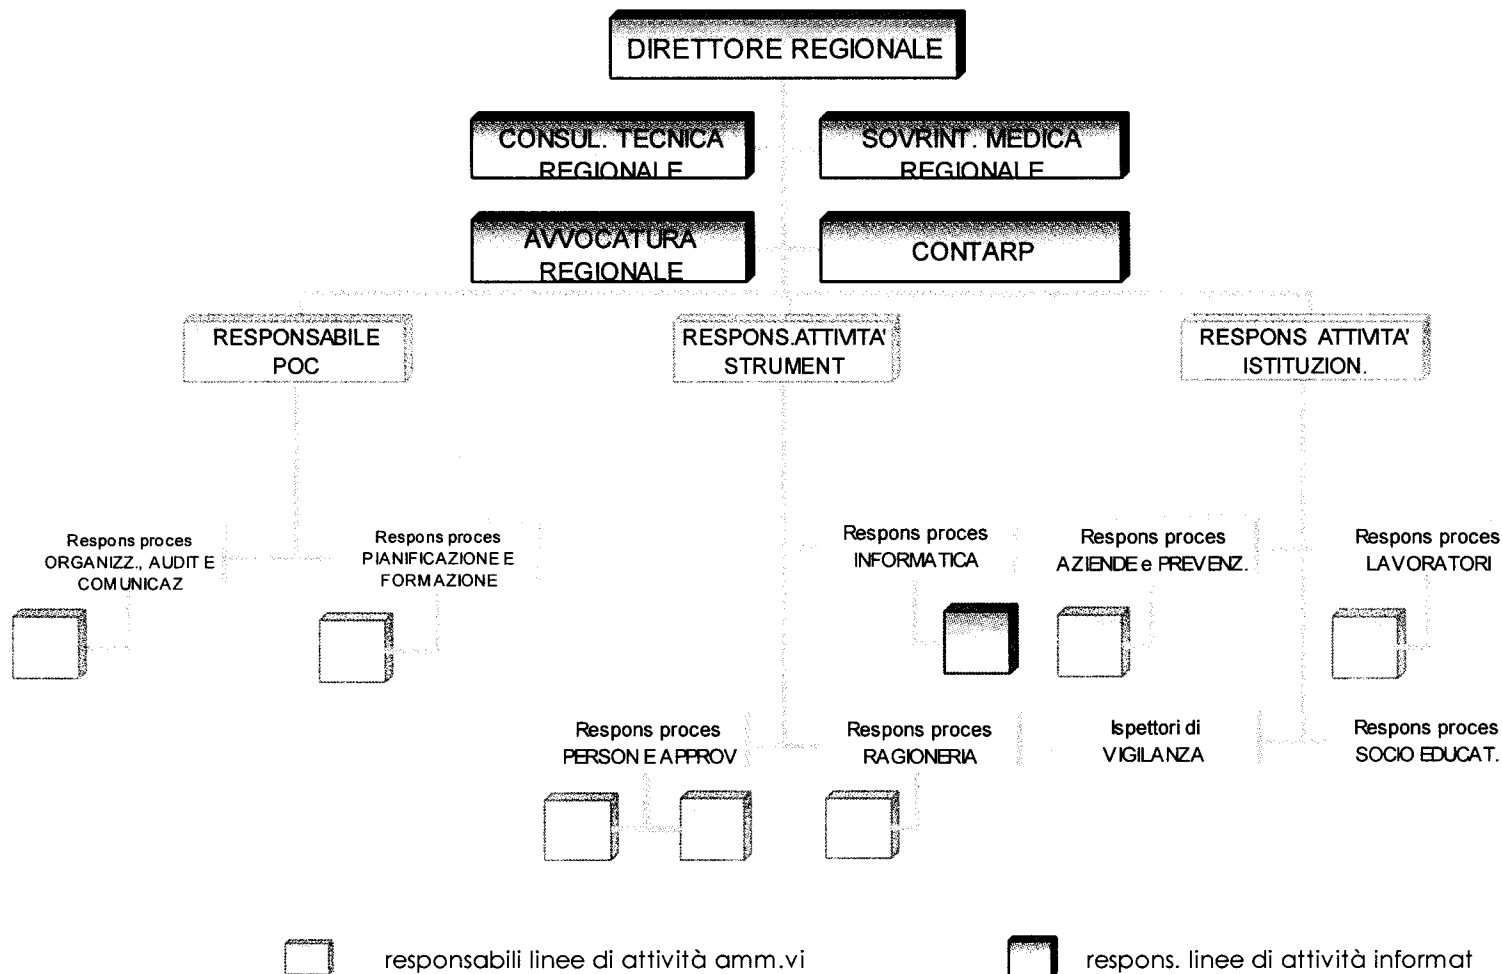 DIRETTORE REGIONALE
CONSUL. TECNICA
REGIONALE
SOVRINT. MEDICA
REGIONALE
AVVOCATURA
REGIONALE
CONTARP
RESPONSABILE
POC
RESPONS.ATTIVITA'
STRUMENT
RESPONS ATTIVITA'
ISTITUZION.
Respons proces
ORGANIZZ., AUDIT E
COMUNICAZ
Respons proces
PIANIFICAZIONE E
FORMAZIONE
Respons proces
INFORMATICA
Respons proces
AZIENDE e PREVENZ.
Respons proces
LAVORATORI
Respons proces
PERSON E APPROV
Respons proces
RAGIONERIA
Ispettori di
VIGILANZA
Respons proces
SOCIO EDUCAT.
responsabili linee di attività amm.vi
respons. linee di attività informat